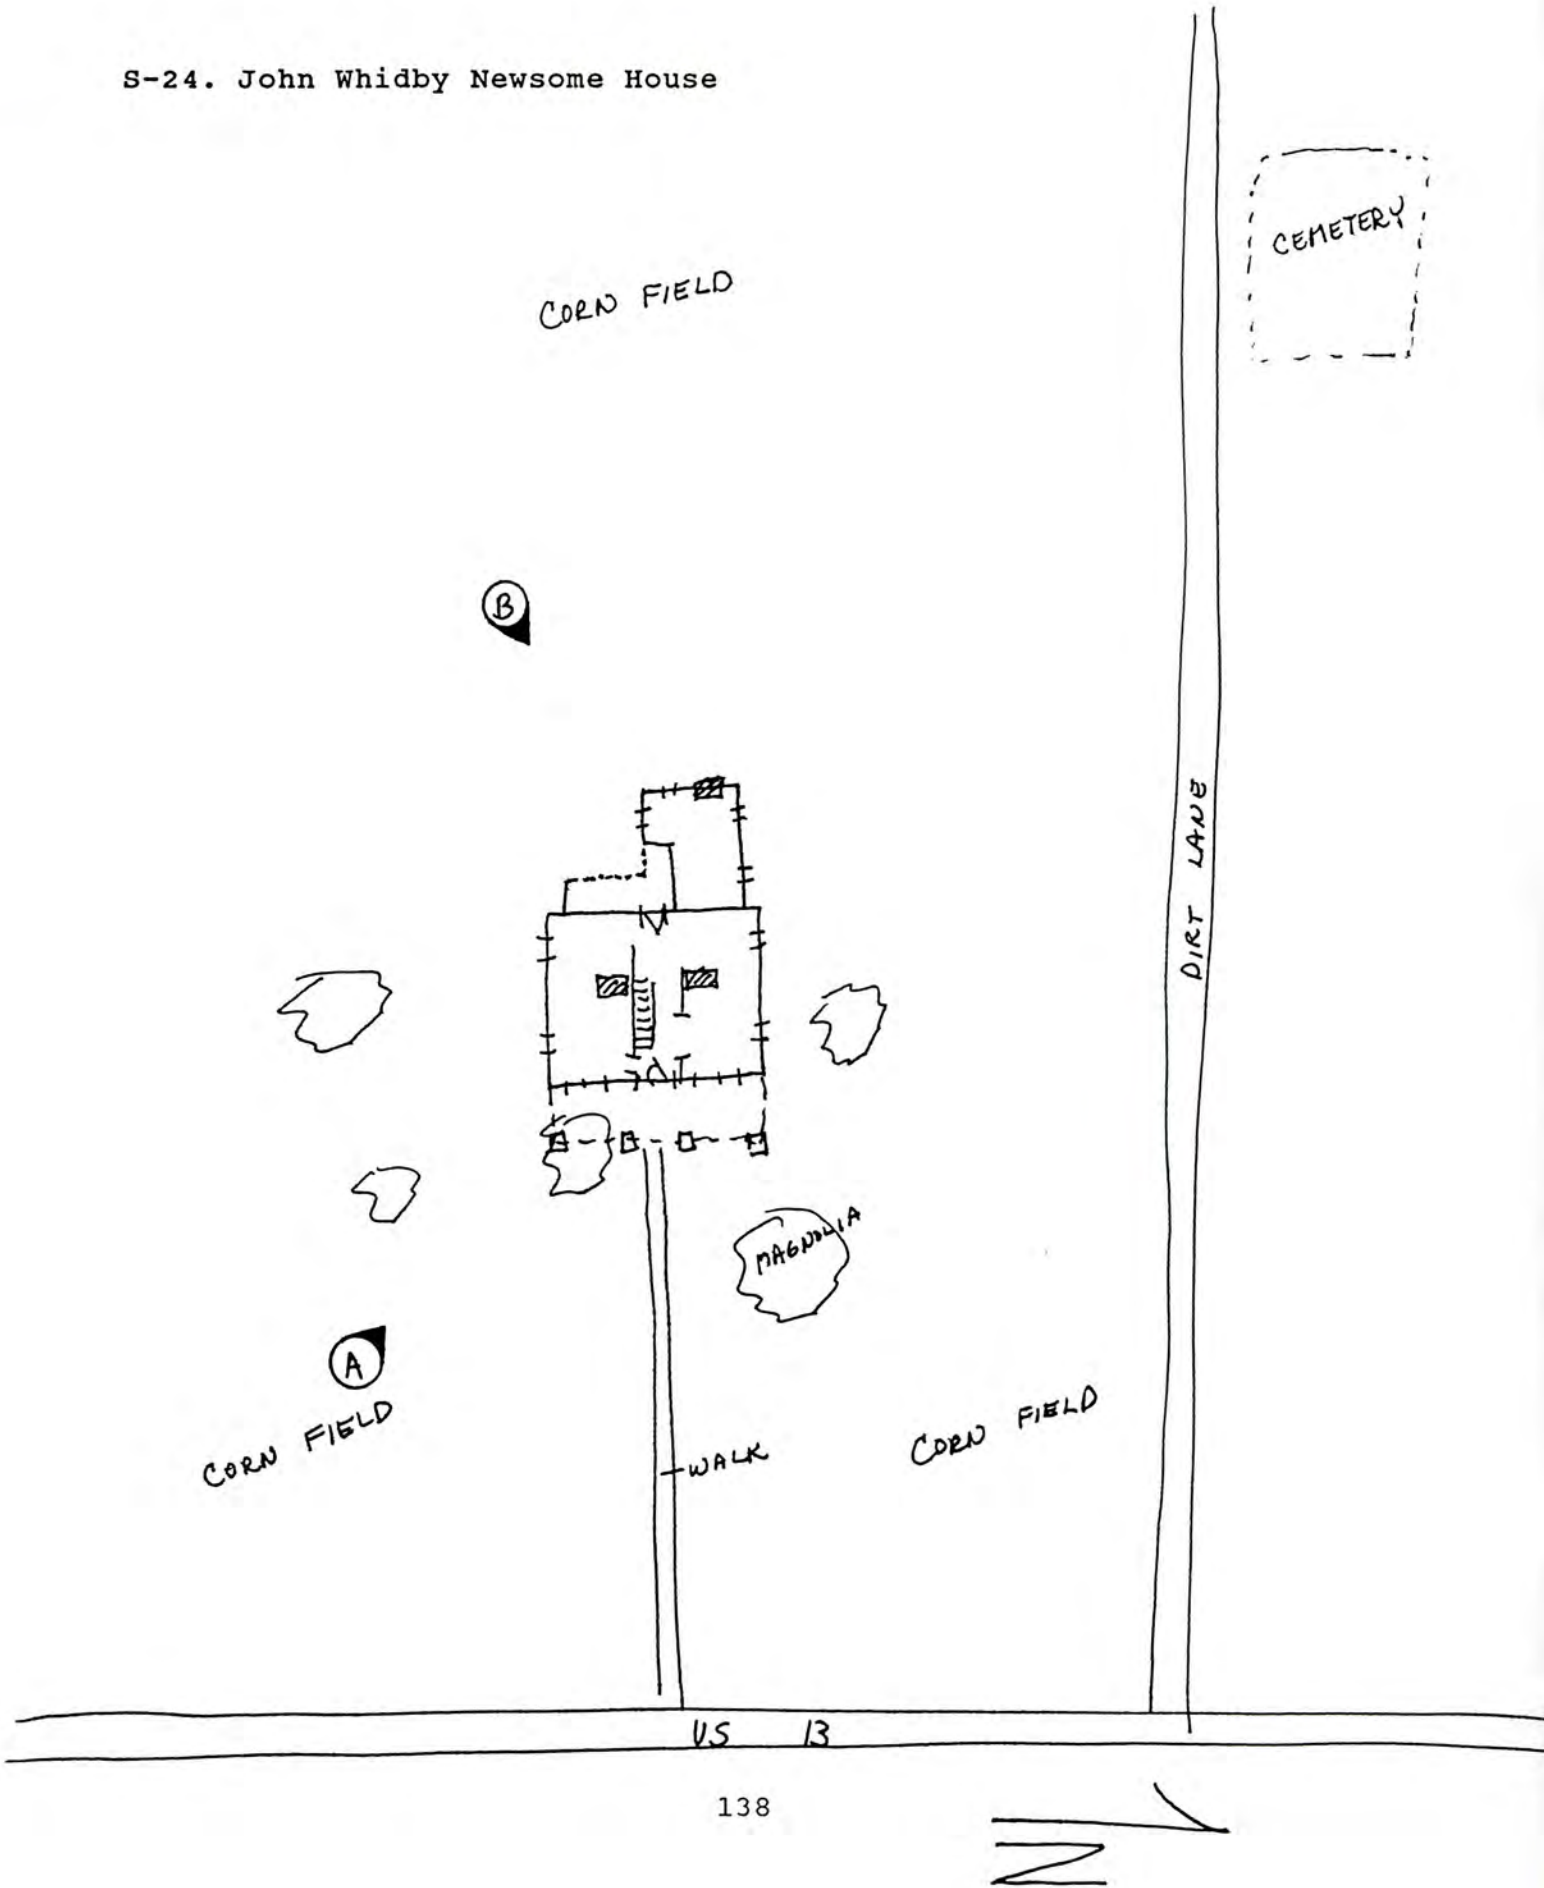 S-24. John Whidby Newsome House
CEMETERY
CORN FIELD
B
DIRT LANE
MAGNOLIA
A
CORN FIELD
CORN FIELD
WALK
US 13
138
N